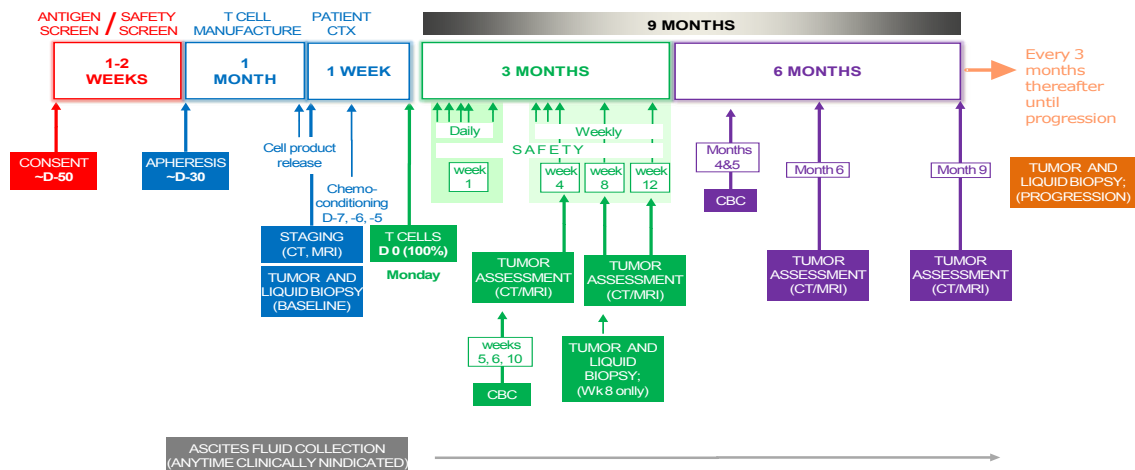 ANTIGEN / SAFETY
SCREEN SCREEN
T CELL
MANUFACTURE
PATIENT
CTX
9 MONTHS
1-2
WEEKS
1
MONTH
1 WEEK
3 MONTHS
6 MONTHS
Every 3
months
thereafter
until
progression
Daily
Weekly
SAFETY
week
1
week
4
week
8
week
12
Cell product
release
Chemo-
conditioning
D-7, -6, -5
CONSENT
~D-50
APHERESIS
~D-30
STAGING
(CT, MRI)
TUMOR AND
LIQUID BIOPSY
(BASELINE)
T CELLS
D 0 (100%)
Monday
TUMOR
ASSESSMENT
(CT/MRI)
TUMOR
ASSESSMENT
(CT/MRI)
weeks
5, 6, 10
CBC
TUMOR AND
LIQUID
BIOPSY;
(Wk 8 onlly)
Months
4&5
CBC
Month 6
TUMOR
ASSESSMENT
(CT/MRI)
Month 9
TUMOR
ASSESSMENT
(CT/MRI)
TUMOR AND
LIQUID BIOPSY;
(PROGRESSION)
ASCITES FLUID COLLECTION
(ANYTIME CLINICALLY NINDICATED)